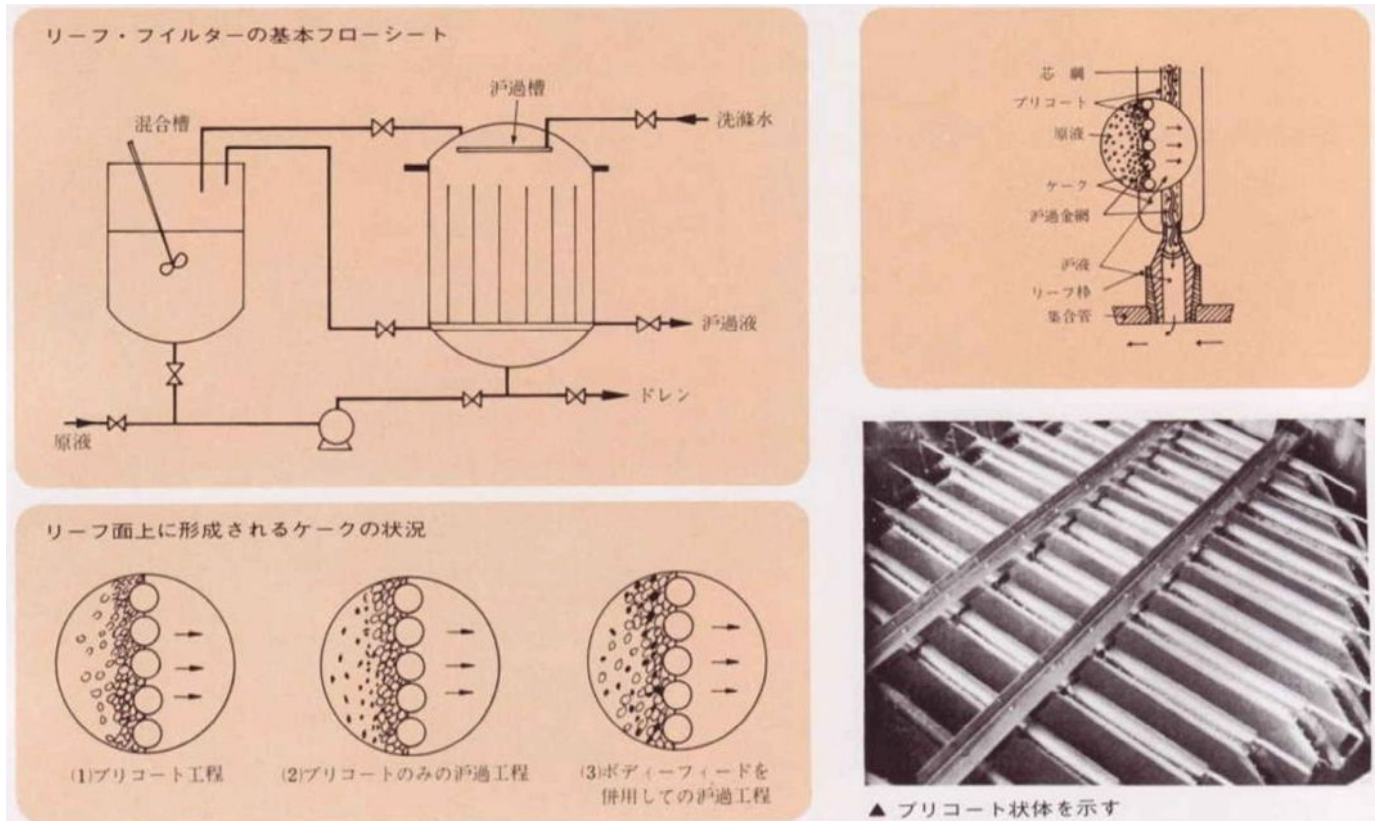 リーフ・フイルターの基本フローシート
沪過槽
混合槽
洗滌水
沪過液
ドレン
原液
芯網
プリコート
原液
ケーク
沪過金網
沪液
リーフ枠
集合管
リーフ面上に形成されるケークの状況
(1)プリコート工程
(2)プリコートのみの沪過工程
(3)ボディーフィードを
併用しての沪過工程
▲ プリコート状体を示す